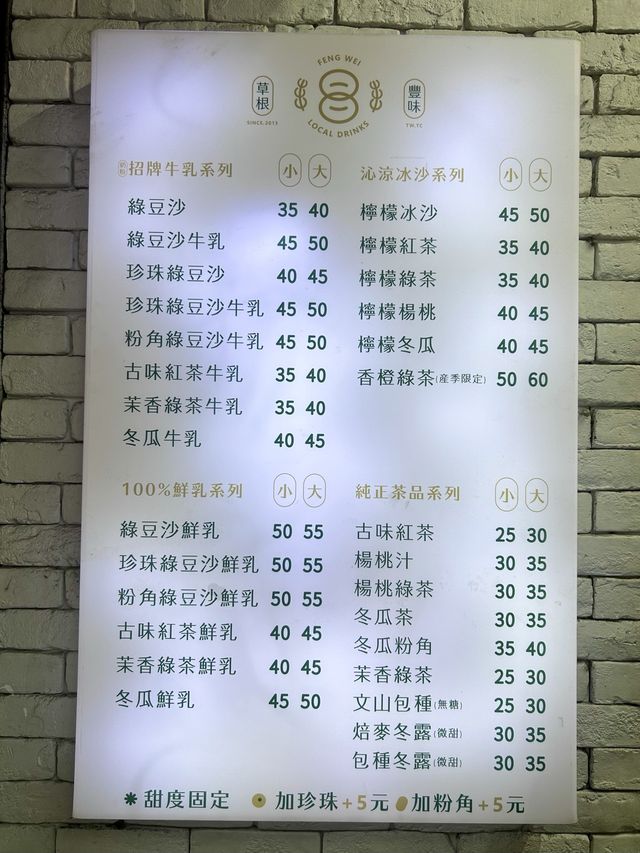 FENG WEI
草根
豐味
SINCE.2013
TW.TC
LOCAL DRINKS
招牌牛乳系列 小 大
綠豆沙 35 40
綠豆沙牛乳 45 50
珍珠綠豆沙 40 45
珍珠綠豆沙牛乳 45 50
粉角綠豆沙牛乳 45 50
古味紅茶牛乳 35 40
茉香綠茶牛乳 35 40
冬瓜牛乳 40 45
沁涼冰沙系列 小 大
檸檬冰沙 45 50
檸檬紅茶 35 40
檸檬綠茶 35 40
檸檬楊桃 40 45
檸檬冬瓜 40 45
香橙綠茶(産季限定) 50 60
100%鮮乳系列 小 大
綠豆沙鮮乳 50 55
珍珠綠豆沙鮮乳 50 55
粉角綠豆沙鮮乳 50 55
古味紅茶鮮乳 40 45
茉香綠茶鮮乳 40 45
冬瓜鮮乳 45 50
純正茶品系列 小 大
古味紅茶 25 30
楊桃汁 30 35
楊桃綠茶 30 35
冬瓜茶 30 35
冬瓜粉角 35 40
茉香綠茶 25 30
文山包種(無糖) 25 30
焙麥冬露(微甜) 30 35
包種冬露(微甜) 30 35
甜度固定 加珍珠+5元 加粉角+5元